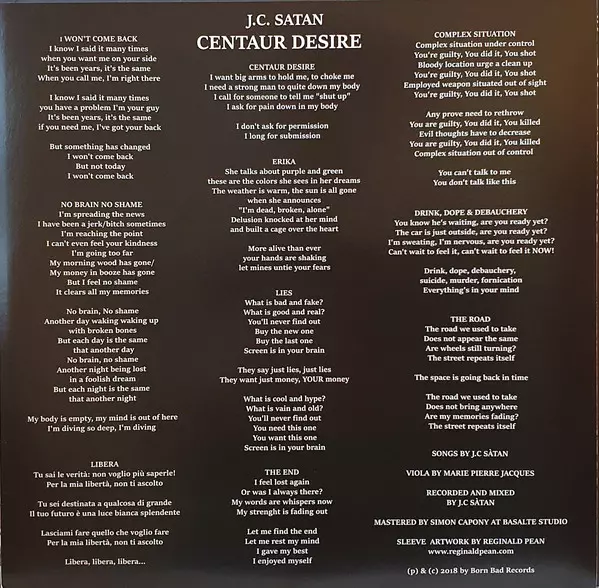 J.C. SATAN
CENTAUR DESIRE
I WON'T COME BACK
I know I said it many times
when you want me on your side
It's been years, it's the same
When you call me, I'm right there
I know I said it many times
you have a problem I'm your guy
It's been years, it's the same
if you need me, I've got your back
But something has changed
I won't come back
But not today
I won't come back
NO BRAIN NO SHAME
I'm spreading the news
I have been a jerk/bitch sometimes
I'm reaching the point
I can't even feel your kindness
I'm going too far
My morning wood has gone/
My money in booze has gone
But I feel no shame
It clears all my memories
No brain, No shame
Another day waking waking up
with broken bones
But each day is the same
that another day
No brain, no shame
Another night being lost
in a foolish dream
But each night is the same
that another night
My body is empty, my mind is out of here
I'm diving so deep, I'm diving
LIBERA
Tu sai le verità: non voglio più saperle!
Per la mia libertà, non ti ascolto
Tu sei destinata a qualcosa di grande
Il tuo futuro è una luce bianca splendente
Lasciami fare quello che voglio fare
Per la mia libertà, non ti ascolto
Libera, libera, libera...
CENTAUR DESIRE
I want big arms to hold me, to choke me
I need a strong man to quite down my body
I call for someone to tell me "shut up"
I ask for pain down in my body
I don't ask for permission
I long for submission
ERIKA
She talks about purple and green
these are the colors she sees in her dreams
The weather is warm, the sun is all gone
when she announces
"I'm dead, broken, alone"
Delusion knocked at her mind
and built a cage over the heart
More alive than ever
your hands are shaking
let mines untie your fears
LIES
What is bad and fake?
What is good and real?
You'll never find out
Buy the new one
Buy the last one
Screen is in your brain
They say just lies, just lies
They want just money, YOUR money
What is cool and hype?
What is vain and old?
You'll never find out
You need this one
You want this one
Screen is in your brain
THE END
I feel lost again
Or was I always there?
My words are whispers now
My strenght is fading out
Let me find the end
Let me rest my mind
I gave my best
I enjoyed myself
COMPLEX SITUATION
Complex situation under control
You're guilty, You did it, You shot
Bloody location urge a clean up
You're guilty, You did it, You shot
Employed weapon situated out of sight
You're guilty, You did it, You shot
Any prove need to rethrow
You're guilty, You did it, You killed
Evil thoughts have to decrease
You're guilty, You did it, You killed
Complex situation out of control
You can't talk to me
You don't talk like this
DRINK, DOPE & DEBAUCHERY
You know he's waiting, are you ready yet?
The car is just outside, are you ready yet?
I'm sweating, I'm nervous, are you ready yet?
Can't wait to feel it, can't wait to feel it NOW!
Drink, dope, debauchery,
suicide, murder, fornication
Everything's in your mind
THE ROAD
The road we used to take
Does not appear the same
Are wheels still turning?
The street repeats itself
The space is going back in time
The road we used to take
Does not bring anywhere
Are my memories fading?
The street repeats itself
SONGS BY J.C SÀTAN
VIOLA BY MARIE PIERRE JACQUES
RECORDED AND MIXED
BY J.C SÀTAN
MASTERED BY SIMON CAPONY AT BASALTE STUDIO
SLEEVE ARTWORK BY REGINALD PEAN
www.reginaldpean.com
(p) & (c) 2018 by Born Bad Records